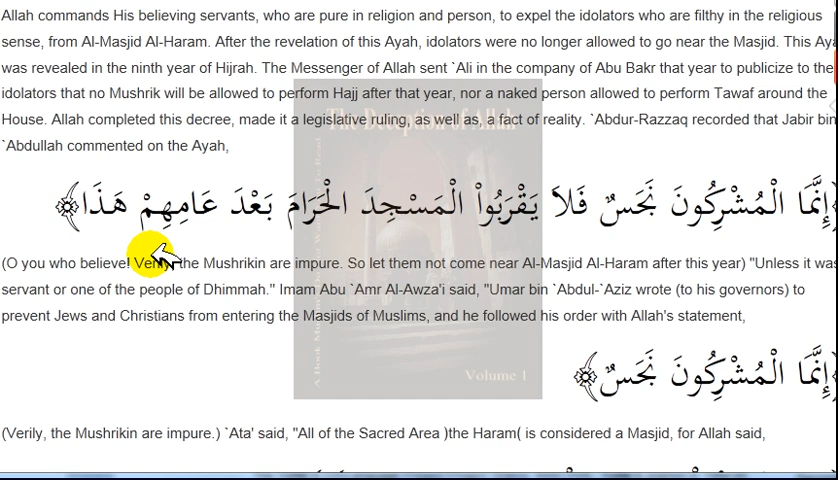 Allah commands His believing servants, who are pure in religion and person, to expel the idolators who are filthy in the religious
sense, from Al-Masjid Al-Haram. After the revelation of this Ayah, idolators were no longer allowed to go near the Masjid. This Aya
was revealed in the ninth year of Hijrah. The Messenger of Allah sent `Ali in the company of Abu Bakr that year to publicize to the
idolators that no Mushrik will be allowed to perform Hajj after that year, nor a naked person allowed to perform Tawaf around the
House. Allah completed this decree, made it a legislative ruling, as well as, a fact of reality. `Abdur-Razzaq recorded that Jabir bin
`Abdullah commented on the Ayah,
The Deception of Allah
إِنَّمَا الْمُشْرِكُونَ نَجَسٌ فَلاَ يَقْرَبُواْ الْمَسْجِدَ الْحَرَامَ بَعْدَ عَامِهِمْ هَذَا﴾
(O you who believe! Verily, the Mushrikin are impure. So let them not come near Al-Masjid Al-Haram after this year) "Unless it was
servant or one of the people of Dhimmah." Imam Abu `Amr Al-Awza'i said, "Umar bin `Abdul-`Aziz wrote (to his governors) to
prevent Jews and Christians from entering the Masjids of Muslims, and he followed his order with Allah's statement,
Volume 1
إِنَّمَا الْمُشْرِكُونَ نَجَسٌ﴾
(Verily, the Mushrikin are impure.) `Ata' said, "All of the Sacred Area )the Haram( is considered a Masjid, for Allah said,